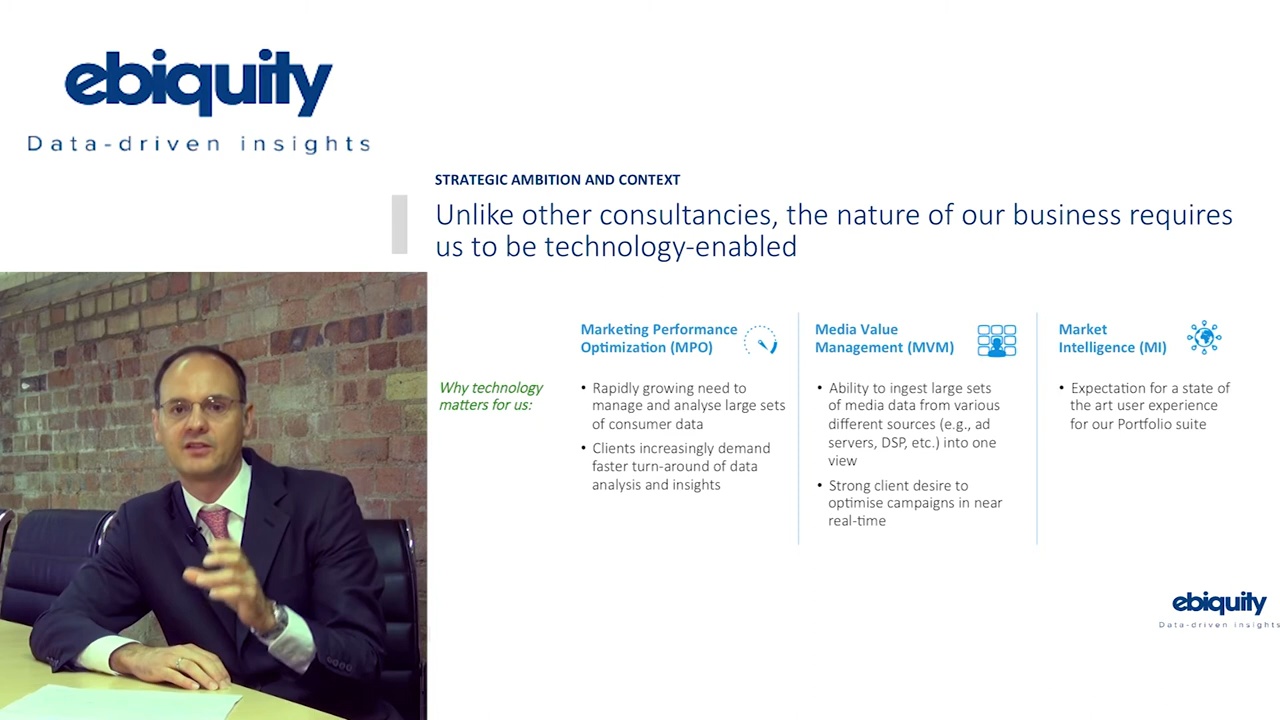 ebiquity
Data-driven insights
STRATEGIC AMBITION AND CONTEXT
Unlike other consultancies, the nature of our business requires
us to be technology-enabled
Why technology
matters for us:
Marketing Performance
Optimization (MPO)
• Rapidly growing need to
manage and analyse large sets
of consumer data
• Clients increasingly demand
faster turn-around of data
analysis and insights
Media Value
Management (MVM)
• Ability to ingest large sets
of media data from various
different sources (e.g., ad
servers, DSP, etc.) into one
view
• Strong client desire to
optimise campaigns in near
real-time
Market
Intelligence (MI)
• Expectation for a state of
the art user experience
for our Portfolio suite
ebiquity
Data-driven insights